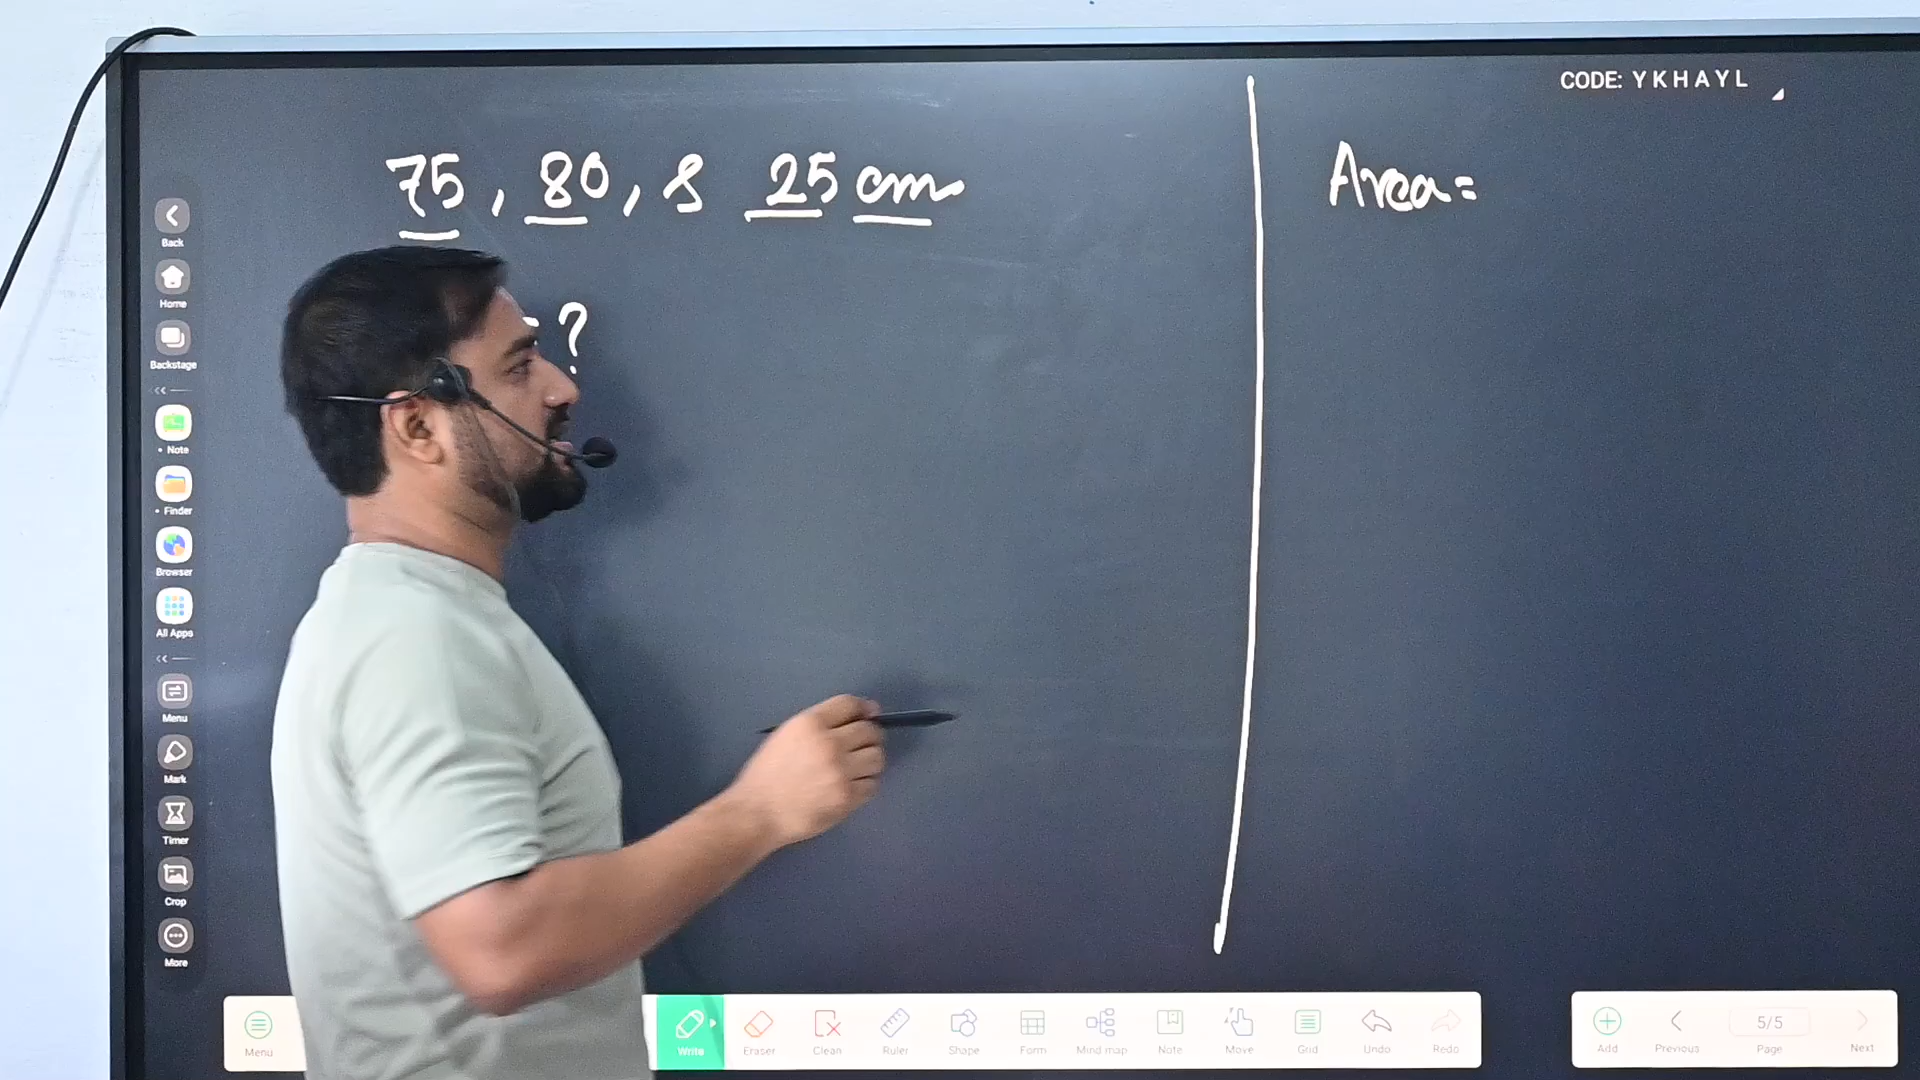 CODE: YKHAYL
75, 80, & 25 cm
Area=
?
Back
Home
Backstage
Note
Finder
Browser
All Apps
Menu
Mark
Timer
Crop
More
Menu
Write
Eraser
Clean
Ruler
Shape
Form
Mind map
Note
Move
Grid
Undo
Redo
Add
Previous
5/5
Page
Next